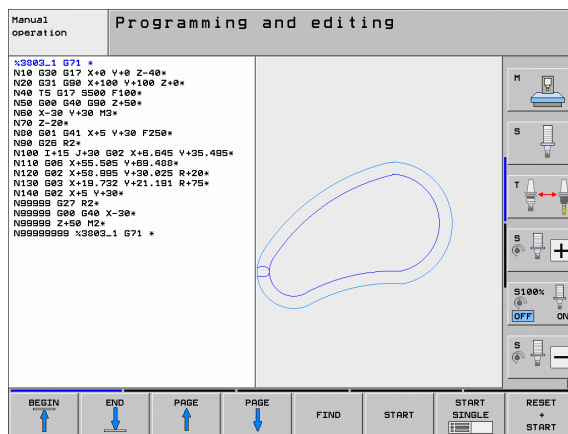 Manual
operation
Programming and editing
%3803_1 G71 *
N10 G30 G17 X+0 Y+0 Z-40*
N20 G31 G90 X+100 Y+100 Z+0*
N40 T5 G17 S500 F100*
N50 G00 G40 G90 Z+50*
N60 X-30 Y+30 M3*
N70 Z-20*
N80 G01 G41 X+5 Y+30 F250*
N90 G26 R2*
N100 I+15 J+30 G02 X+6.645 Y+35.495*
N110 G06 X+55.505 Y+69.488*
N120 G02 X+58.995 Y+30.025 R+20*
N130 G03 X+19.732 Y+21.191 R+75*
N140 G02 X+5 Y+30*
N99999 G27 R2*
N99999 G00 G40 X-30*
N99999 Z+50 M2*
N99999999 %3803_1 G71 *
M
S
T
S
+
S100%
OFF
ON
S
-
BEGIN
END
PAGE
PAGE
FIND
START
START
SINGLE
RESET
+
START